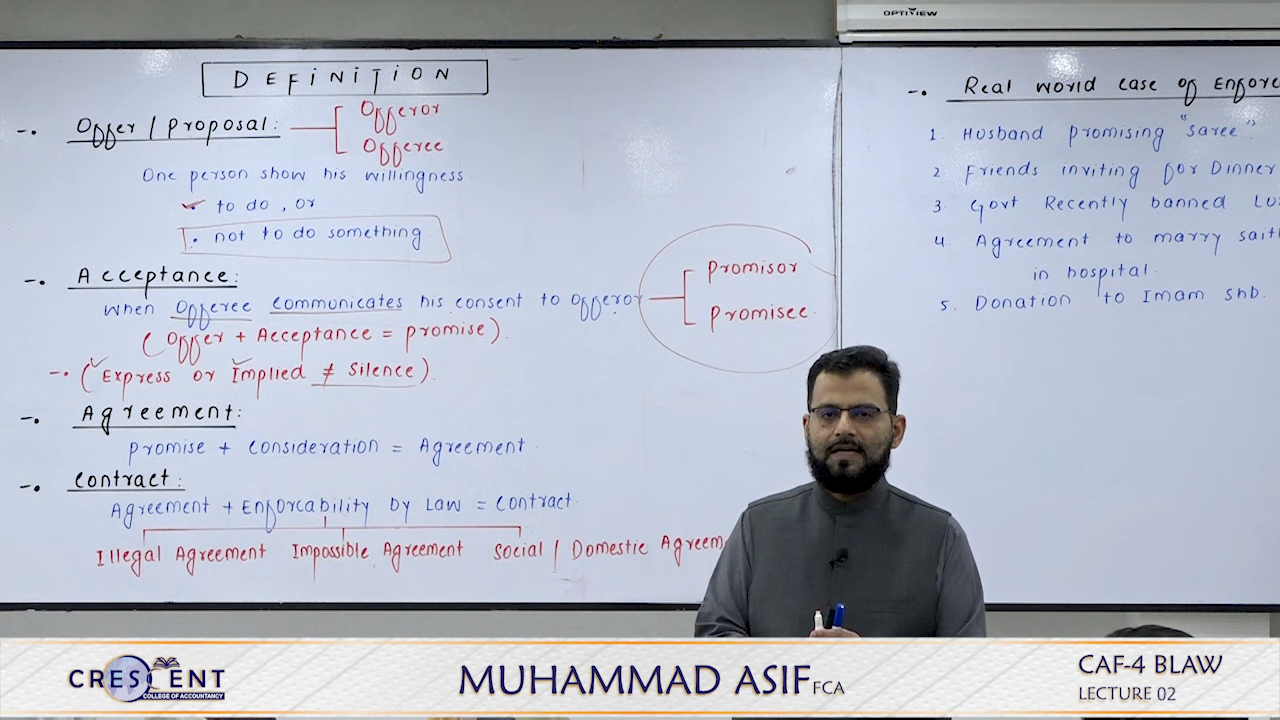 OPTIVIEW
DEFINITION
-. Offer / Proposal:
Offeror
Offeree
One person show his willingness
to do, or
. not to do something
-. Acceptance:
When Offeree communicates his consent to Offeror
Promisor
Promisee.
(Offer + Acceptance = promise).
-. (Express or Implied ≠ Silence).
-. Agreement:
Promise + Consideration = Agreement.
-. Contract:
Agreement + Enforcability by Law = Contract
Illegal Agreement Impossible Agreement Social / Domestic Agreem
-. Real world case of Enforc
1. Husband promising "saree".
2. Friends inviting for Dinner
3. Govt Recently banned
4. Agreement to marry
in hospital.
5. Donation to Imam shb.
CRESCENT
COLLEGE OF ACCOUNTANCY
MUHAMMAD ASIF FCA
CAF-4 BLAW
LECTURE 02